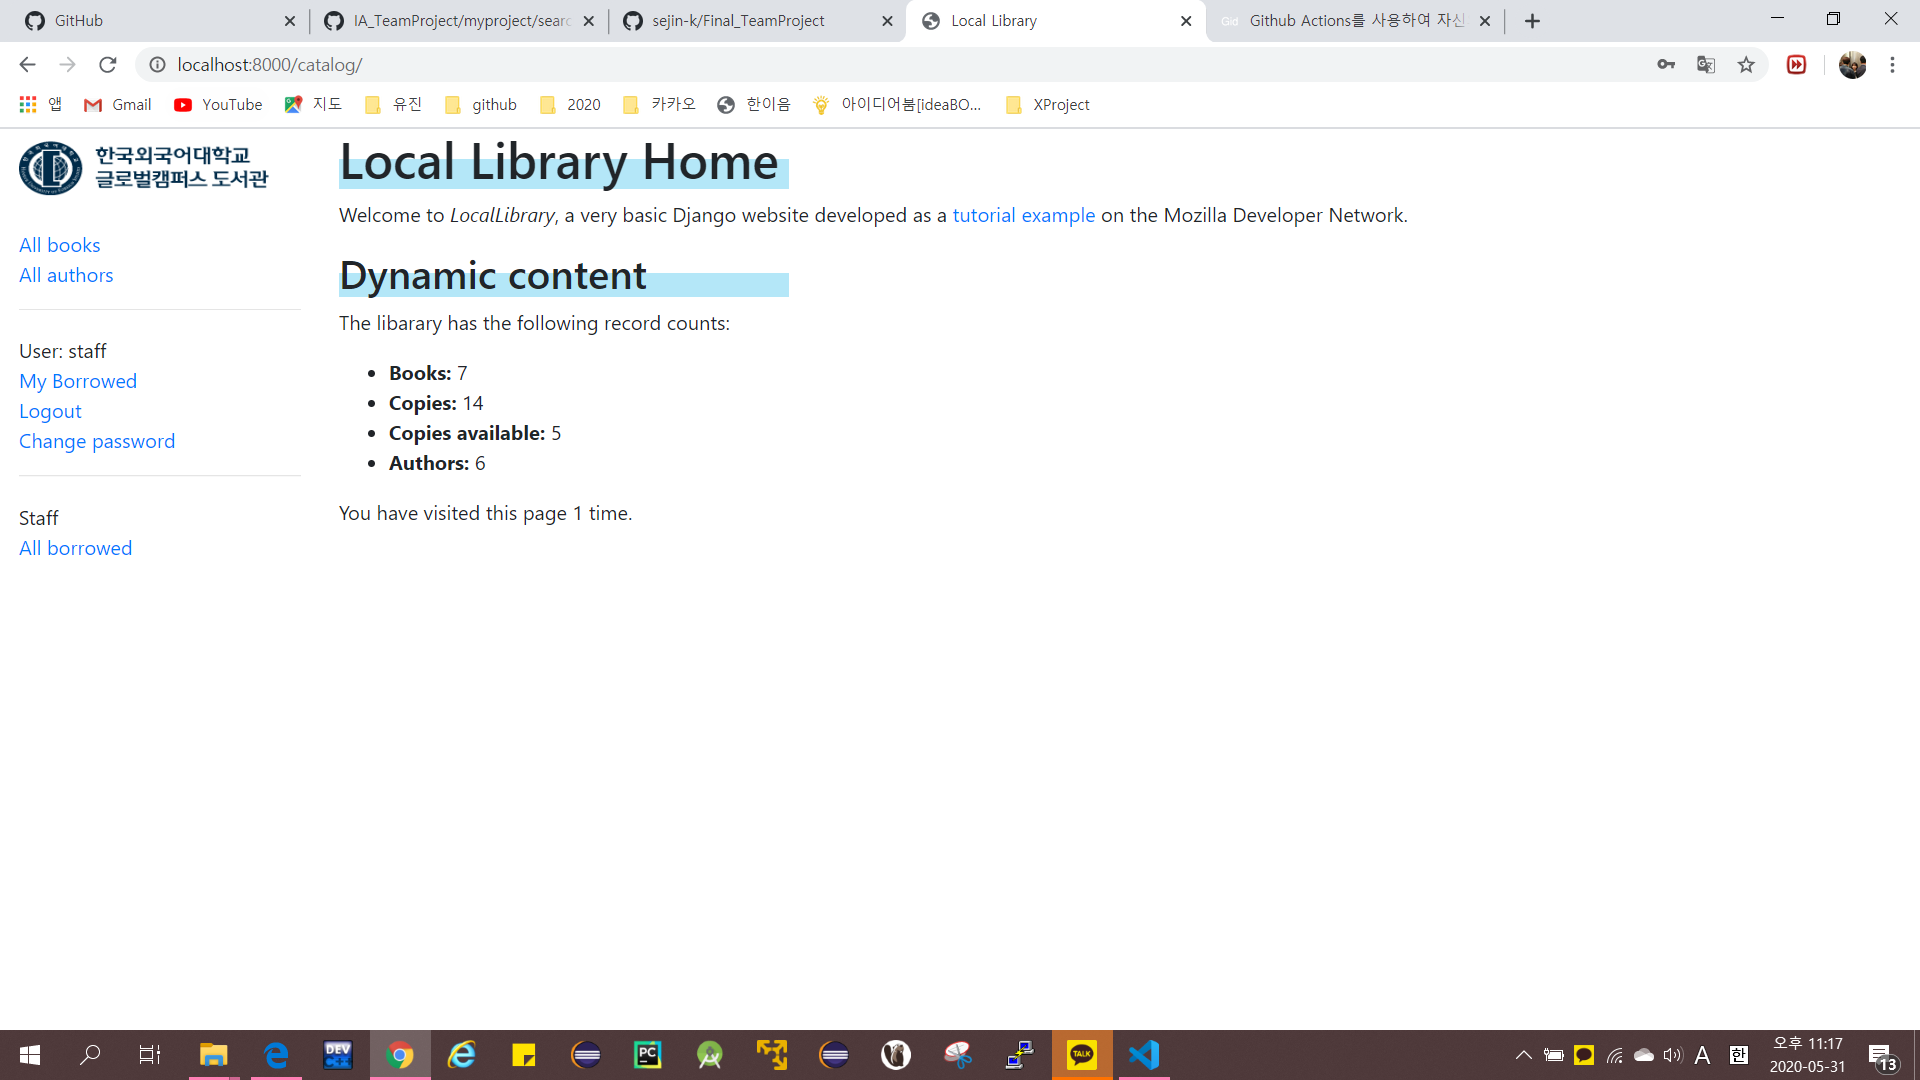 GitHub
IA_TeamProject/myproject/searc
sejin-k/Final_TeamProject
Local Library
Gid
Github Actions를 사용하여 자신
localhost:8000/catalog/
앱
Gmail
YouTube
지도
유진
github
2020
카카오
한이음
아이디어붐[ideaBO...
XProject
한국외국어대학교
글로벌캠퍼스 도서관
All books
All authors
User: staff
My Borrowed
Logout
Change password
Staff
All borrowed
Local Library Home
Welcome to LocalLibrary, a very basic Django website developed as a tutorial example on the Mozilla Developer Network.
Dynamic content
The libarary has the following record counts:
Books: 7
Copies: 14
Copies available: 5
Authors: 6
You have visited this page 1 time.
DEV
PC
TALK
A
한
오후 11:17
2020-05-31
13